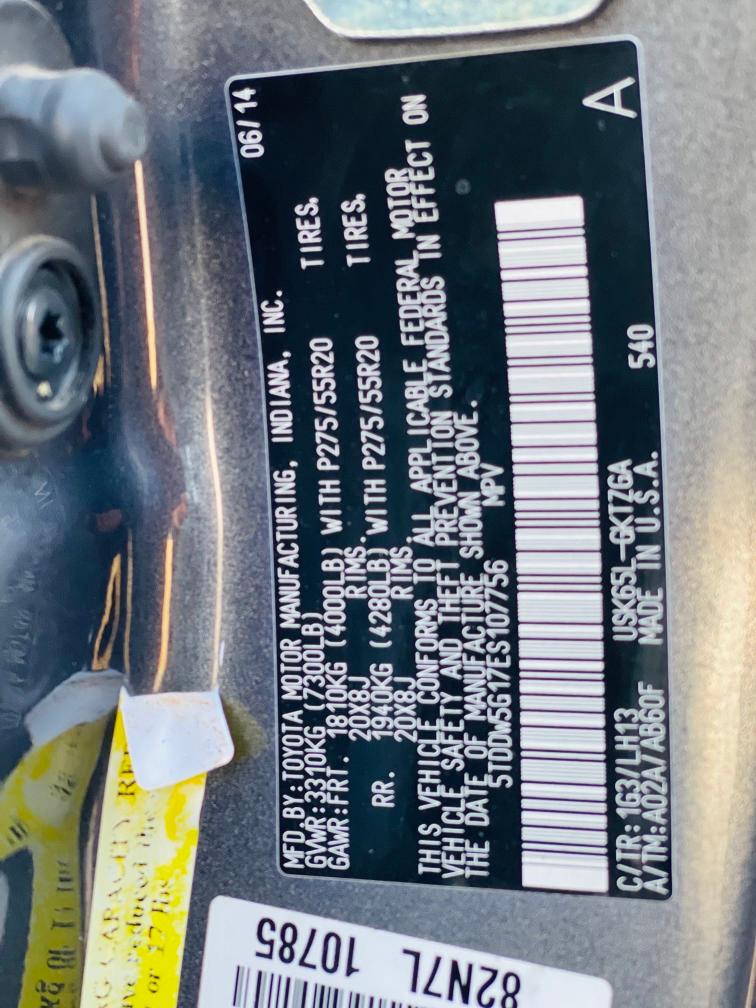 MFD.BY:TOYOTA MOTOR MANUFACTURING, INDIANA, INC. 06/14
GVWR:3310KG (7300LB)
GAWR:FRT. 1810KG (4000LB) WITH P275/55R20 TIRES,
20X8J RIMS.
RR. 1940KG (4280LB) WITH P275/55R20 TIRES,
20X8J RIMS
THIS VEHICLE CONFORMS TO ALL APPLICABLE FEDERAL MOTOR
VEHICLE SAFETY AND THEFT PREVENTION STANDARDS IN EFFECT ON
THE DATE OF MANUFACTURE SHOWN ABOVE.
5TDDW5G17ES107756 MPV
C/TR:1G3/LH13 USK65L-GKTZGA
A/TM:A02A/AB60F MADE IN U.S.A. 540 A
82N7L
10785